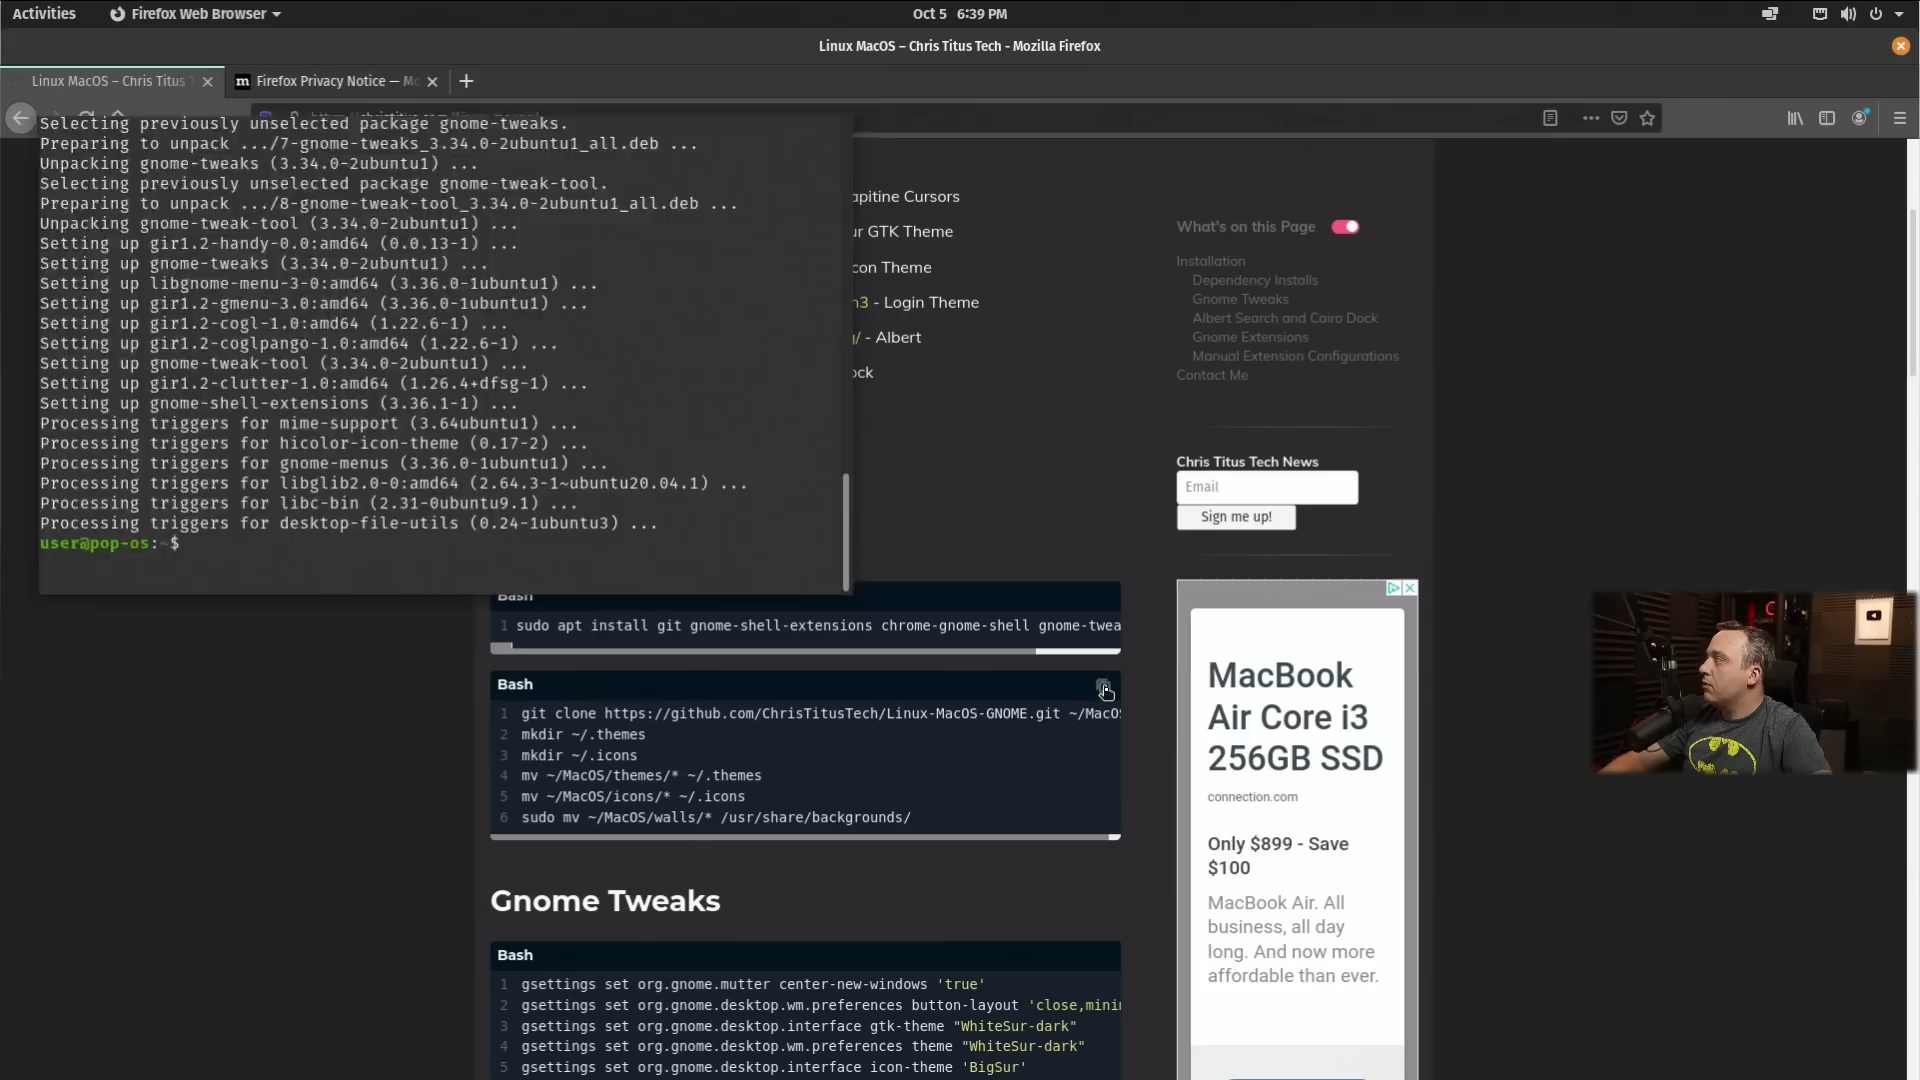 Activities
Firefox Web Browser
Oct 5 6:39 PM
Linux MacOS – Chris Titus Tech - Mozilla Firefox
Linux MacOS – Chris Titus
Firefox Privacy Notice — Mo
Selecting previously unselected package gnome-tweaks.
Preparing to unpack .../7-gnome-tweaks_3.34.0-2ubuntu1_all.deb ...
Unpacking gnome-tweaks (3.34.0-2ubuntu1) ...
Selecting previously unselected package gnome-tweak-tool.
Preparing to unpack .../8-gnome-tweak-tool_3.34.0-2ubuntu1_all.deb ...
Unpacking gnome-tweak-tool (3.34.0-2ubuntu1) ...
Setting up gir1.2-handy-0.0:amd64 (0.0.13-1) ...
Setting up gnome-tweaks (3.34.0-2ubuntu1) ...
Setting up libgnome-menu-3-0:amd64 (3.36.0-1ubuntu1) ...
Setting up gir1.2-gmenu-3.0:amd64 (3.36.0-1ubuntu1) ...
Setting up gir1.2-cogl-1.0:amd64 (1.22.6-1) ...
Setting up gir1.2-coglpango-1.0:amd64 (1.22.6-1) ...
Setting up gnome-tweak-tool (3.34.0-2ubuntu1) ...
Setting up gir1.2-clutter-1.0:amd64 (1.26.4+dfsg-1) ...
Setting up gnome-shell-extensions (3.36.1-1) ...
Processing triggers for mime-support (3.64ubuntu1) ...
Processing triggers for hicolor-icon-theme (0.17-2) ...
Processing triggers for gnome-menus (3.36.0-1ubuntu1) ...
Processing triggers for libglib2.0-0:amd64 (2.64.3-1~ubuntu20.04.1) ...
Processing triggers for libc-bin (2.31-0ubuntu9.1) ...
Processing triggers for desktop-file-utils (0.24-1ubuntu3) ...
user@pop-os:~$
apitine Cursors
ur GTK Theme
con Theme
n3 - Login Theme
/ - Albert
ock
Bash
1 sudo apt install git gnome-shell-extensions chrome-gnome-shell gnome-twea
Bash
1 git clone https://github.com/ChrisTitusTech/Linux-MacOS-GNOME.git ~/MacOS
2 mkdir ~/.themes
3 mkdir ~/.icons
4 mv ~/MacOS/themes/* ~/.themes
5 mv ~/MacOS/icons/* ~/.icons
6 sudo mv ~/MacOS/walls/* /usr/share/backgrounds/
Gnome Tweaks
Bash
1 gsettings set org.gnome.mutter center-new-windows 'true'
2 gsettings set org.gnome.desktop.wm.preferences button-layout 'close,minim
3 gsettings set org.gnome.desktop.interface gtk-theme "WhiteSur-dark"
4 gsettings set org.gnome.desktop.wm.preferences theme "WhiteSur-dark"
5 gsettings set org.gnome.desktop.interface icon-theme 'BigSur'
What's on this Page
Installation
Dependency Installs
Gnome Tweaks
Albert Search and Cairo Dock
Gnome Extensions
Manual Extension Configurations
Contact Me
Chris Titus Tech News
Email
Sign me up!
MacBook
Air Core i3
256GB SSD
connection.com
Only $899 - Save
$100
MacBook Air. All
business, all day
long. And now more
affordable than ever.